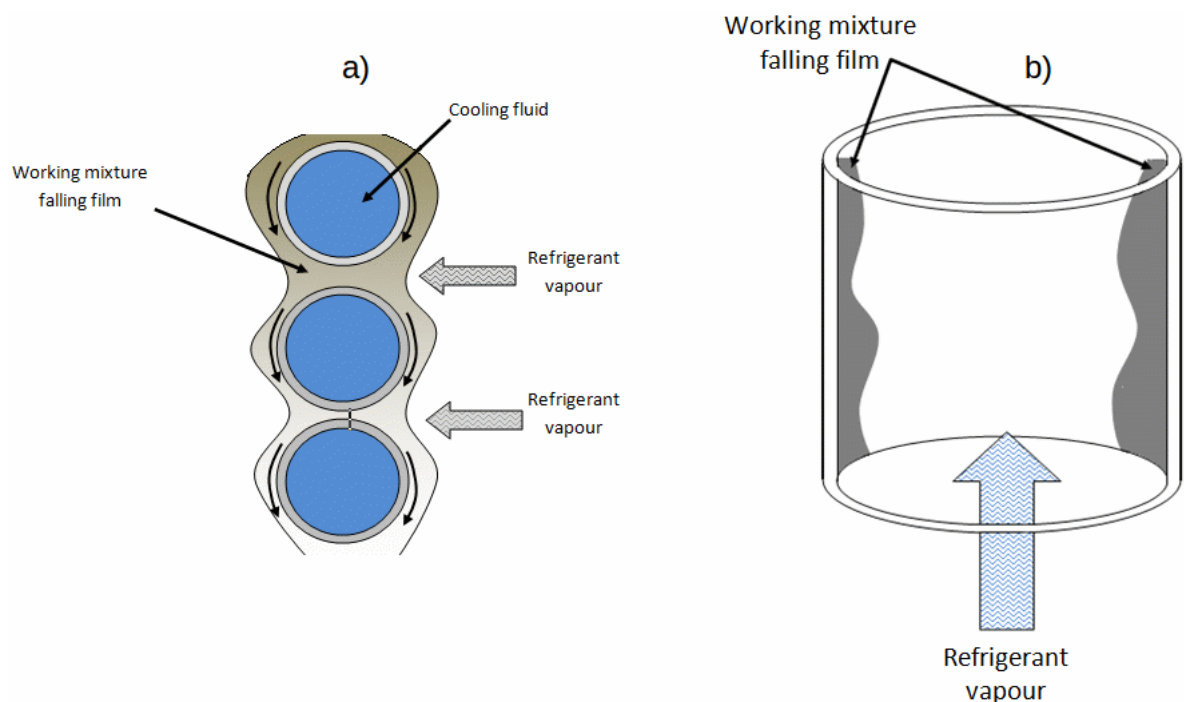 a)
Cooling fluid
Working mixture
falling film
Refrigerant
vapour
Refrigerant
vapour
Working mixture
falling film
b)
Refrigerant
vapour